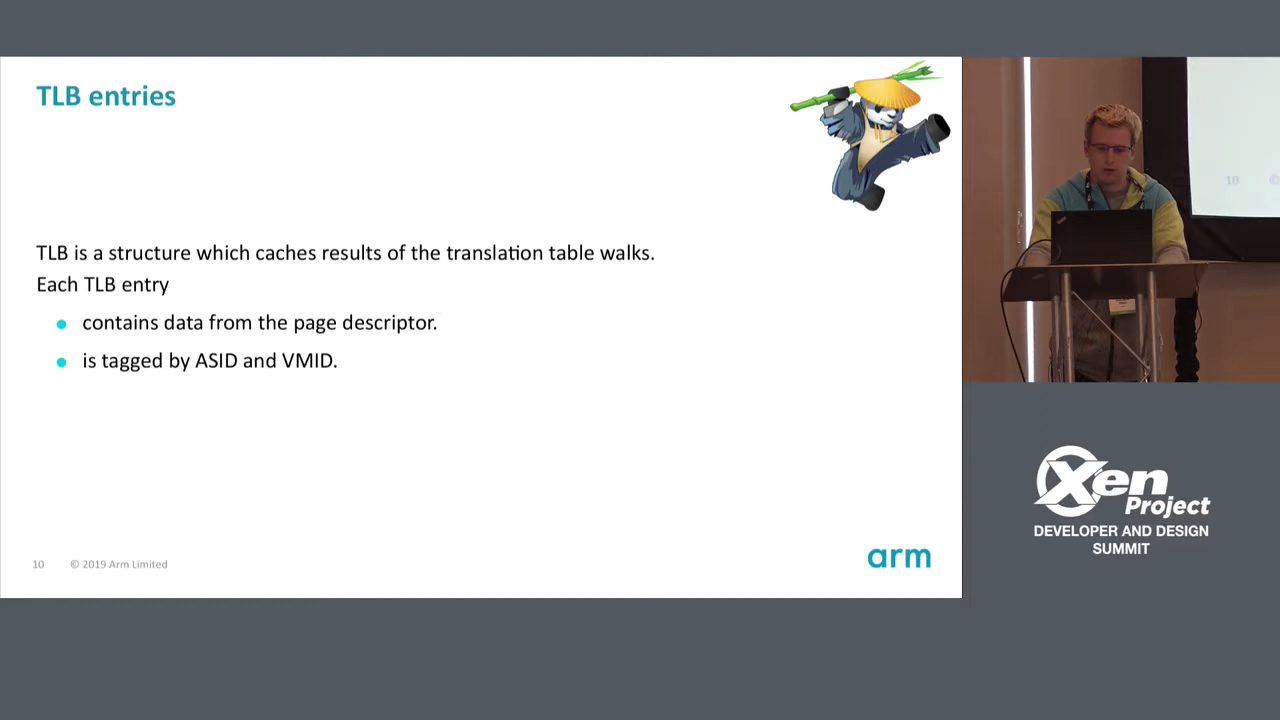 TLB entries
TLB is a structure which caches results of the translation table walks.
Each TLB entry
contains data from the page descriptor.
is tagged by ASID and VMID.
10 © 2019 Arm Limited
arm
10 ©
Xen
Project
DEVELOPER AND DESIGN
SUMMIT